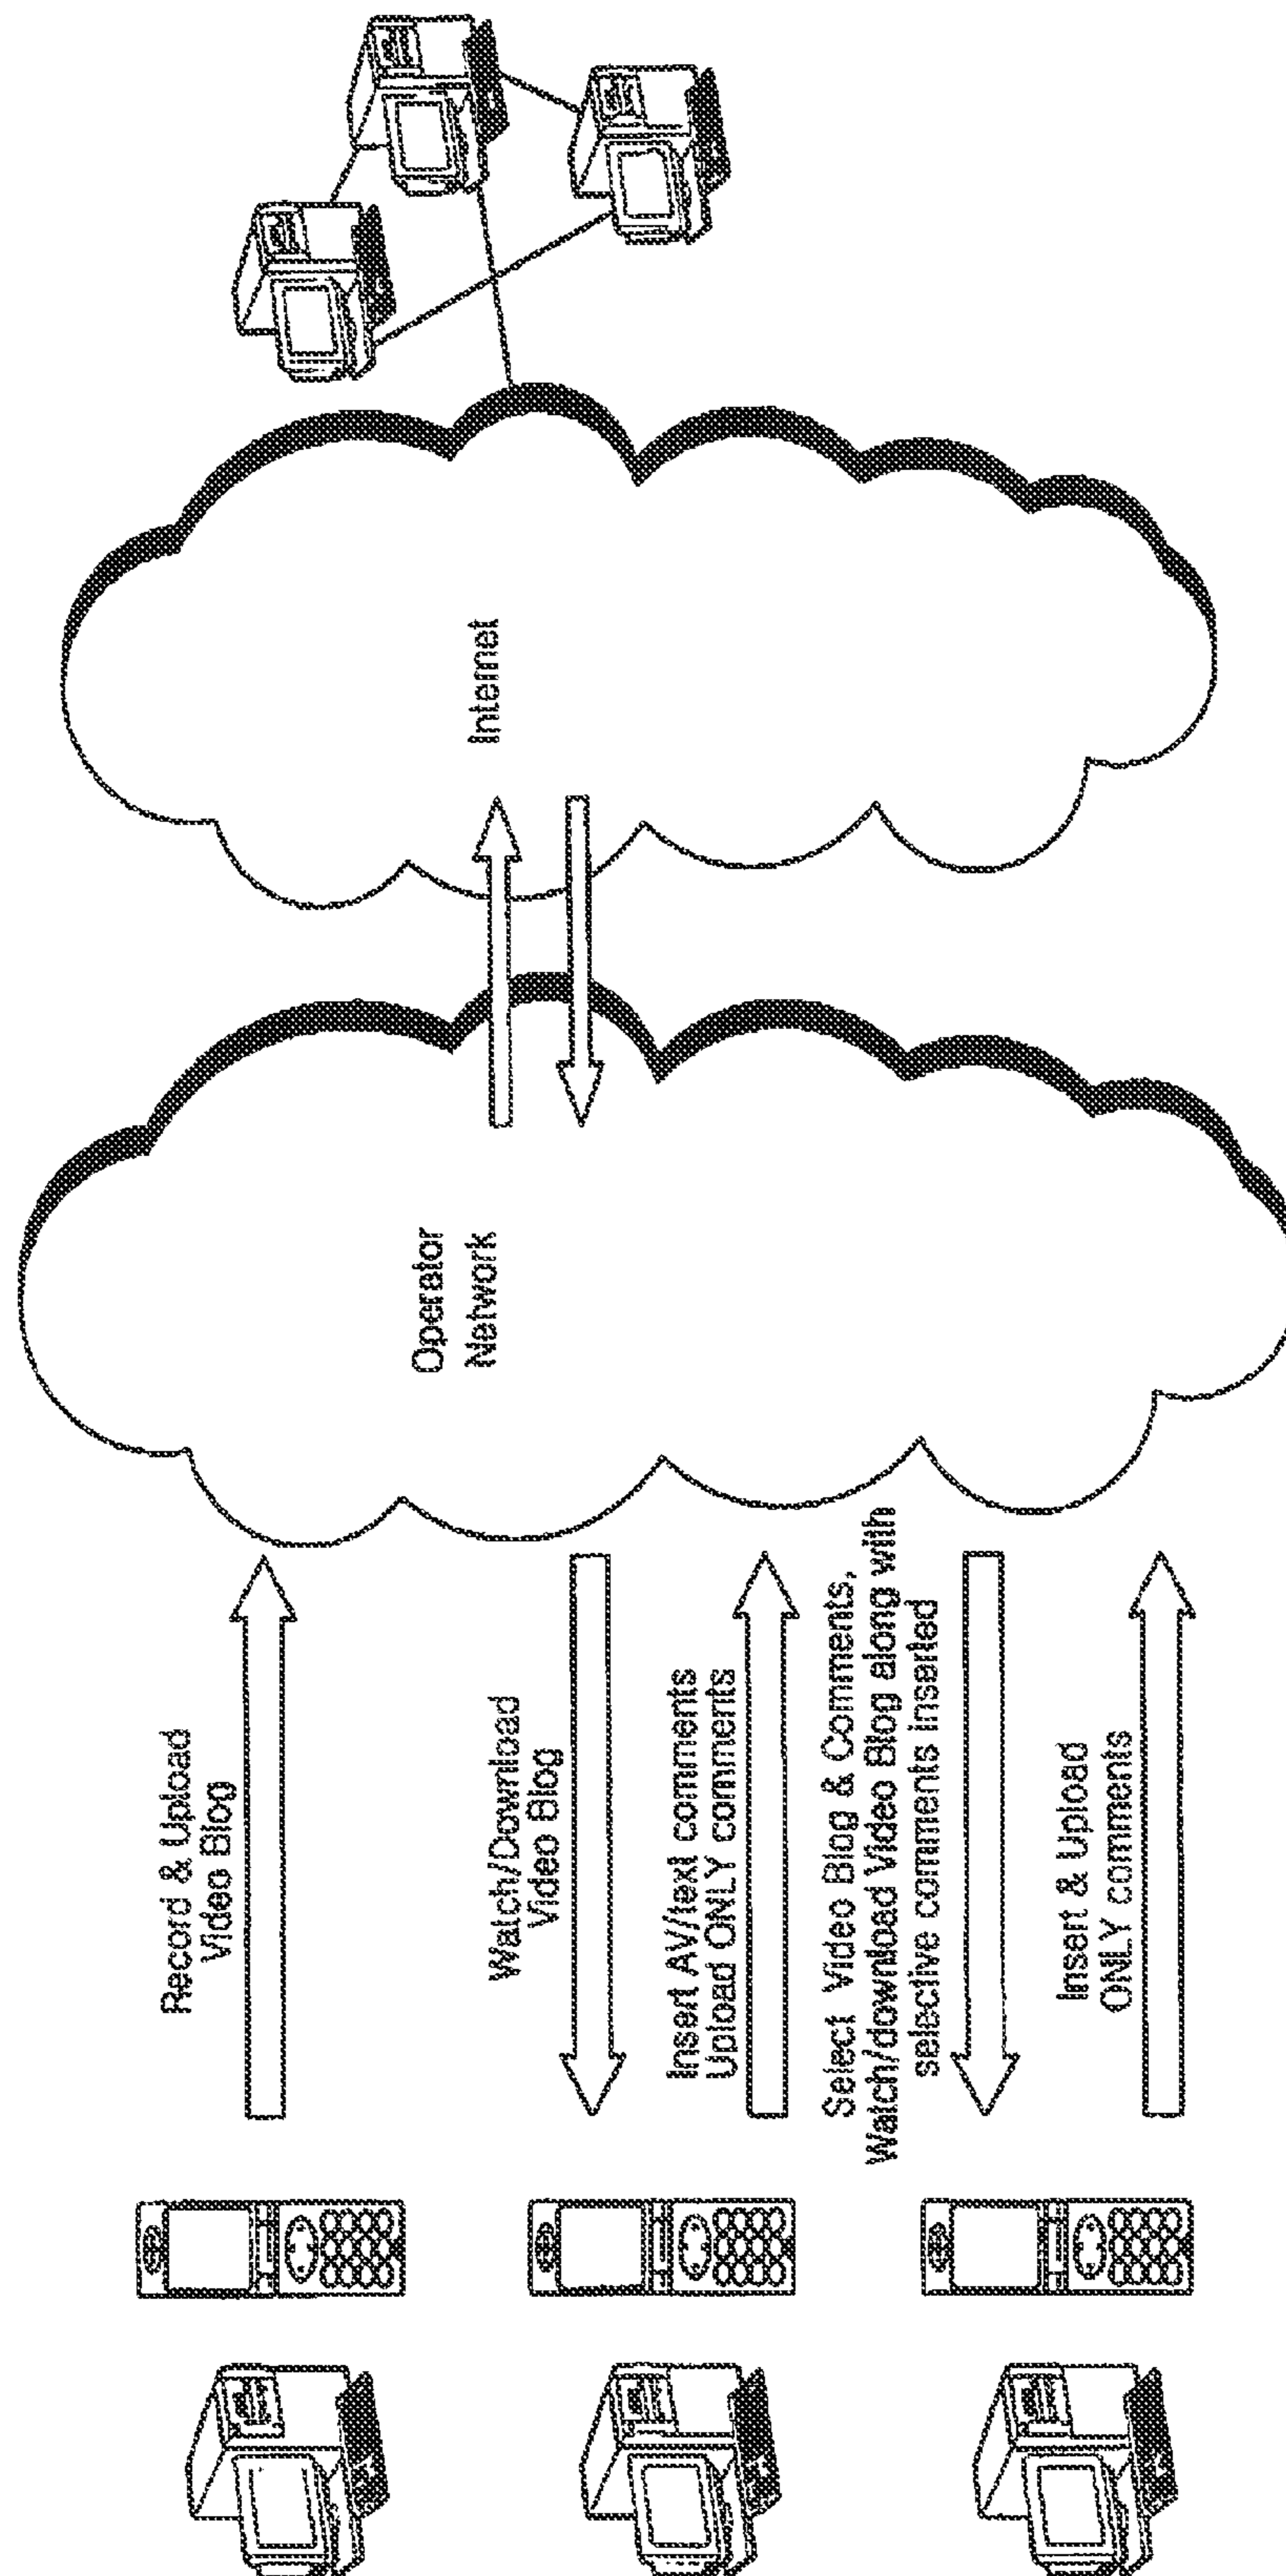 Record & Upload
Video Blog
Watch/Download
Video Blog
Insert AV/text comments
Upload ONLY comments
Select Video Blog & Comments,
Watch/download Video Blog along with
selective comments inserted
Insert & Upload
ONLY comments
Operator
Network
Internet